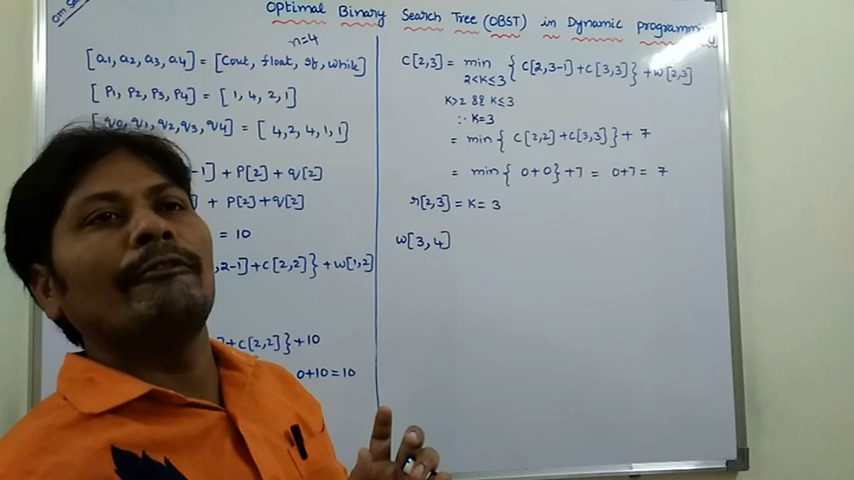 Optimal Binary Search Tree (OBST) in Dynamic programming
n=4
[a1, a2, a3, a4] = [Cout, float, if, while]
[P1, P2, P3, P4] = [1, 4, 2, 1]
[q0, q1, q2, q3, q4] = [4, 2, 4, 1, 1]
-1] + P[2] + q[2]
] + P[2] + q[2]
= 10
,2-1]+C[2,2]} + w[1,2]
]+C[2,2]} +10
0+10=10
C[2,3] = min {C[2,3-1]+C[3,3]} + w[2,3]
2<K≤3
K>2 && K≤3
∴ K=3
= min{ C[2,2]+C[3,3]} + 7
= min{ 0+0} +7 = 0+7 = 7
r[2,3] = K = 3
w[3,4]